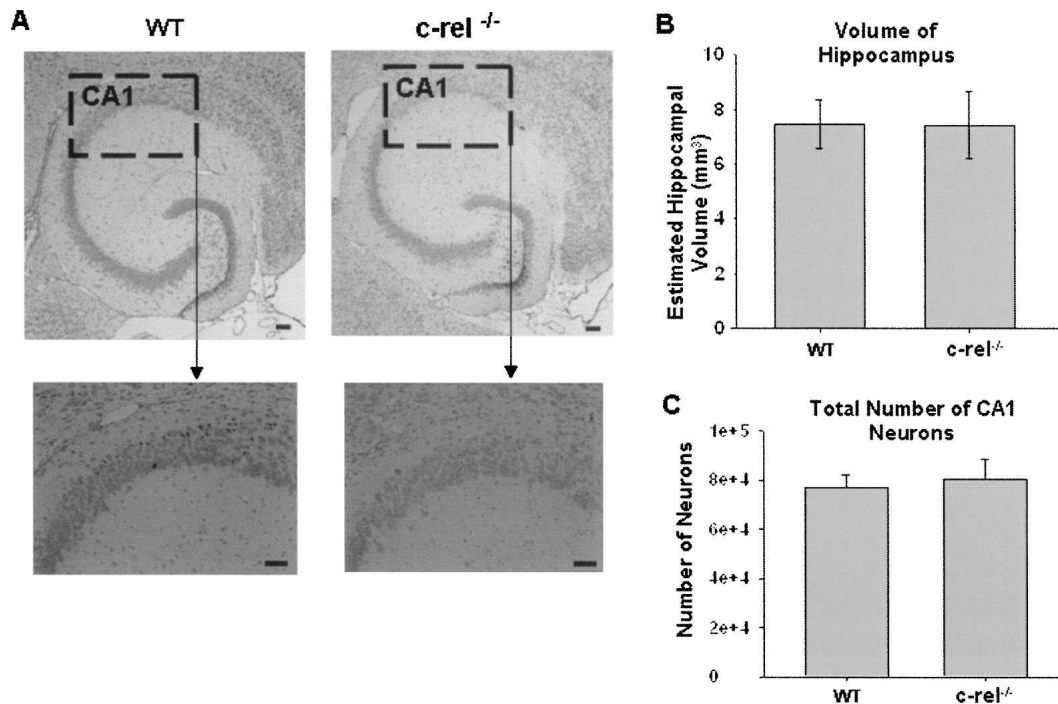 A
WT
c-rel -/-
CA1
CA1
B
Volume of
Hippocampus
Estimated Hippocampal
Volume (mm³)
10
8
6
4
2
0
WT
c-rel-/-
C
Total Number of CA1
Neurons
Number of Neurons
1e+5
8e+4
6e+4
4e+4
2e+4
0
WT
c-rel-/-